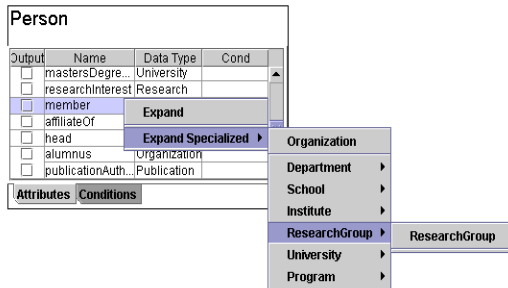 Person
Output Name Data Type Cond
mastersDegre... University
researchInterest Research
member
Expand
affiliateOf
head
Expand Specialized
Organization
alumnus Organization
publicationAuth... Publication
Department
Attributes Conditions
School
Institute
ResearchGroup
ResearchGroup
University
Program